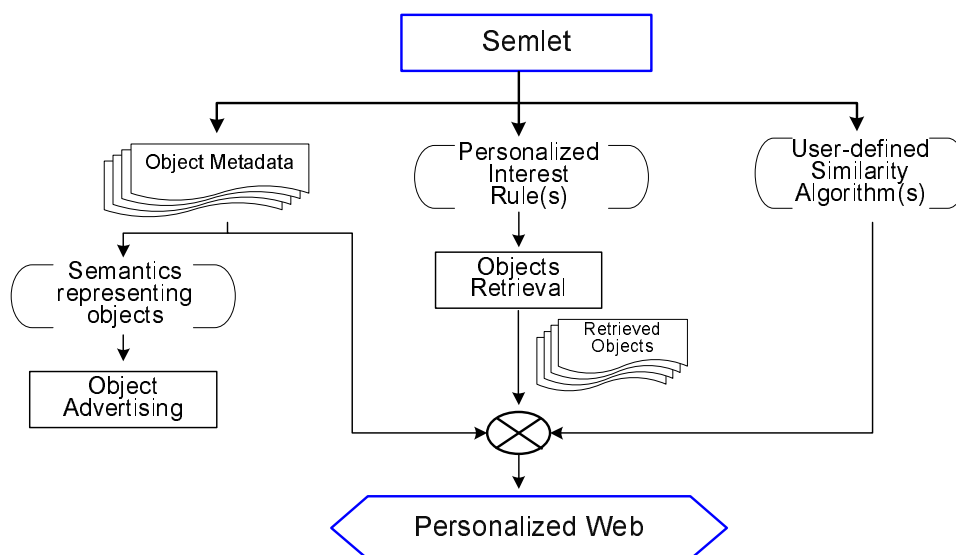 Semlet
Object Metadata
Personalized
Interest
Rule(s)
User-defined
Similarity
Algorithm(s)
Semantics
representing
objects
Objects
Retrieval
Retrieved
Objects
Object
Advertising
Personalized Web